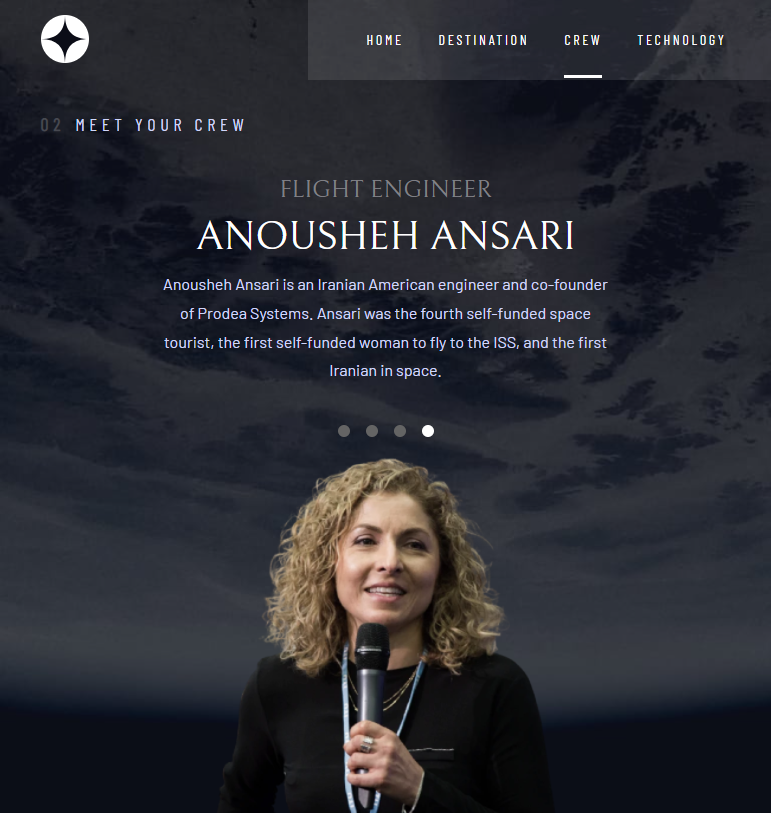 HOME DESTINATION CREW TECHNOLOGY
02 MEET YOUR CREW
FLIGHT ENGINEER
ANOUSHEH ANSARI
Anousheh Ansari is an Iranian American engineer and co-founder
of Prodea Systems. Ansari was the fourth self-funded space
tourist, the first self-funded woman to fly to the ISS, and the first
Iranian in space.